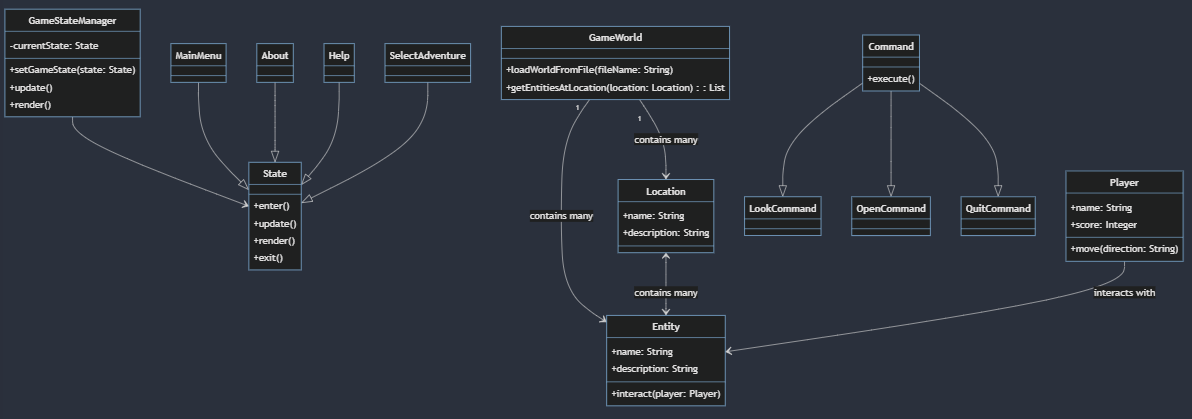 GameStateManager
-currentState: State
+setGameState(state: State)
+update()
+render()
MainMenu
About
Help
SelectAdventure
State
+enter()
+update()
+render()
+exit()
GameWorld
+loadWorldFromFile(fileName: String)
+getEntitiesAtLocation(location: Location) : : List
1
1
contains many
contains many
Location
+name: String
+description: String
contains many
Entity
+name: String
+description: String
+interact(player: Player)
Command
+execute()
LookCommand
OpenCommand
QuitCommand
Player
+name: String
+score: Integer
+move(direction: String)
interacts with